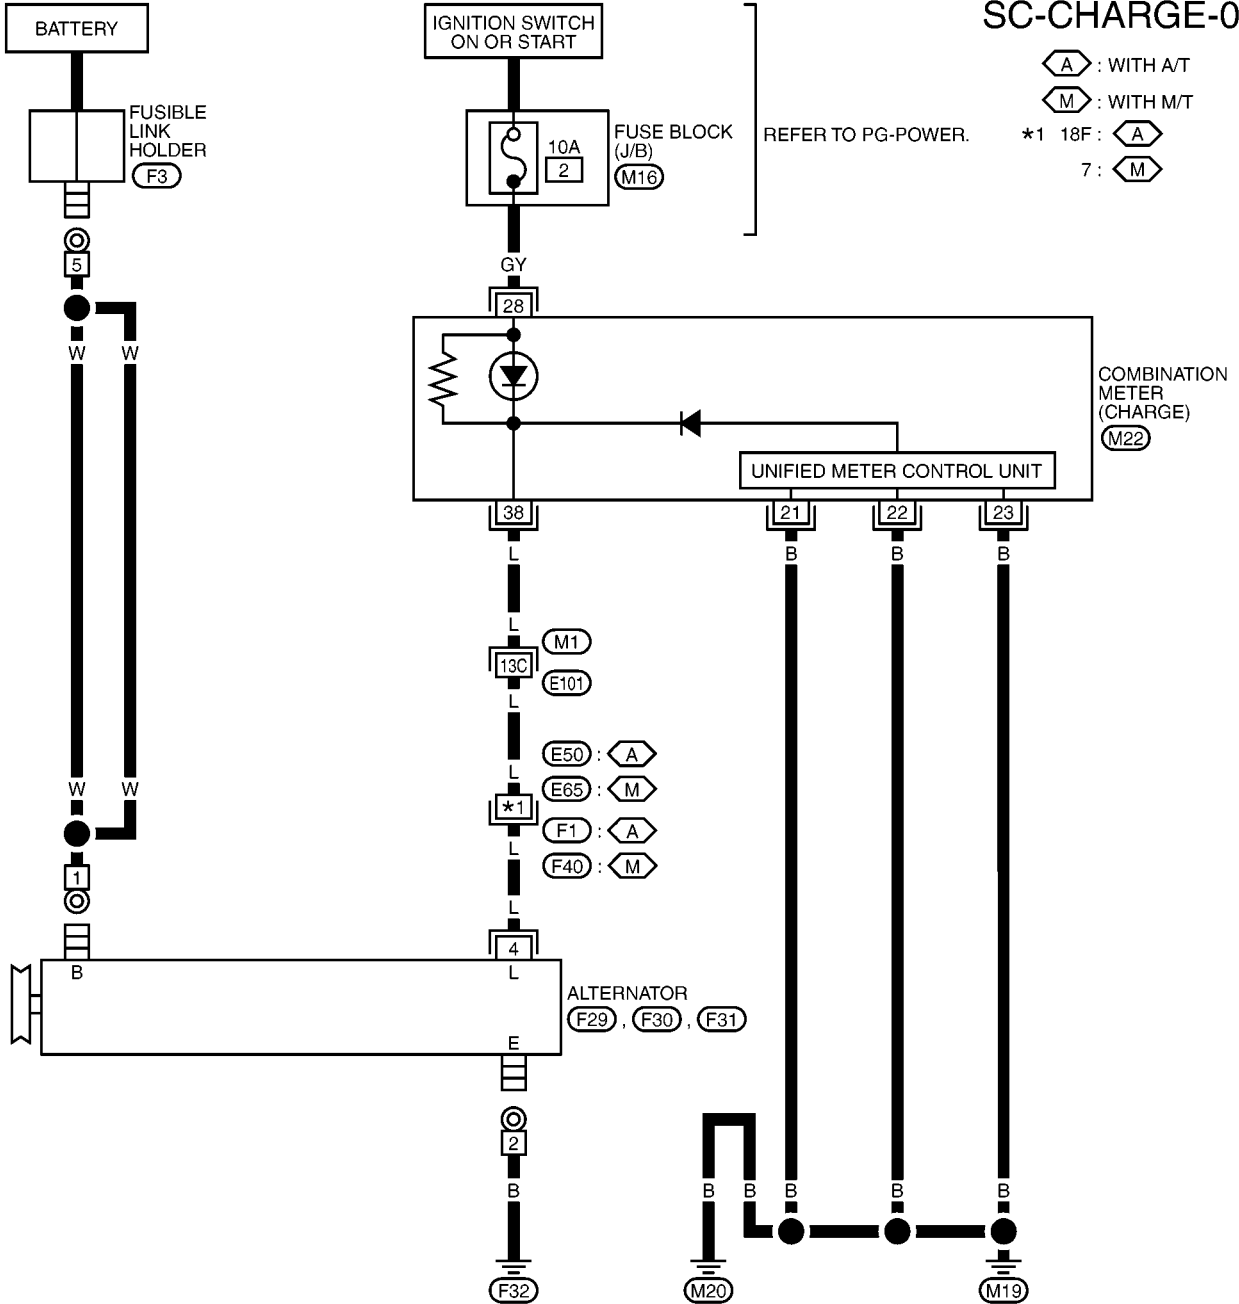 SC-CHARGE-0
BATTERY
IGNITION SWITCH
ON OR START
A : WITH A/T
M : WITH M/T
*1 18F : A
7 : M
FUSIBLE
LINK
HOLDER
F3
10A
2
FUSE BLOCK
(J/B)
M16
REFER TO PG-POWER.
5
GY
28
W W
COMBINATION
METER
(CHARGE)
M22
UNIFIED METER CONTROL UNIT
38 21 22 23
L B B B
L
M1
13C
E101
L
E50 : A
L
E65 : M
*1
F1 : A
L
F40 : M
W W
1
L
4
B L
ALTERNATOR
F29 , F30 , F31
E
2
B B B B B B
F32 M20 M19